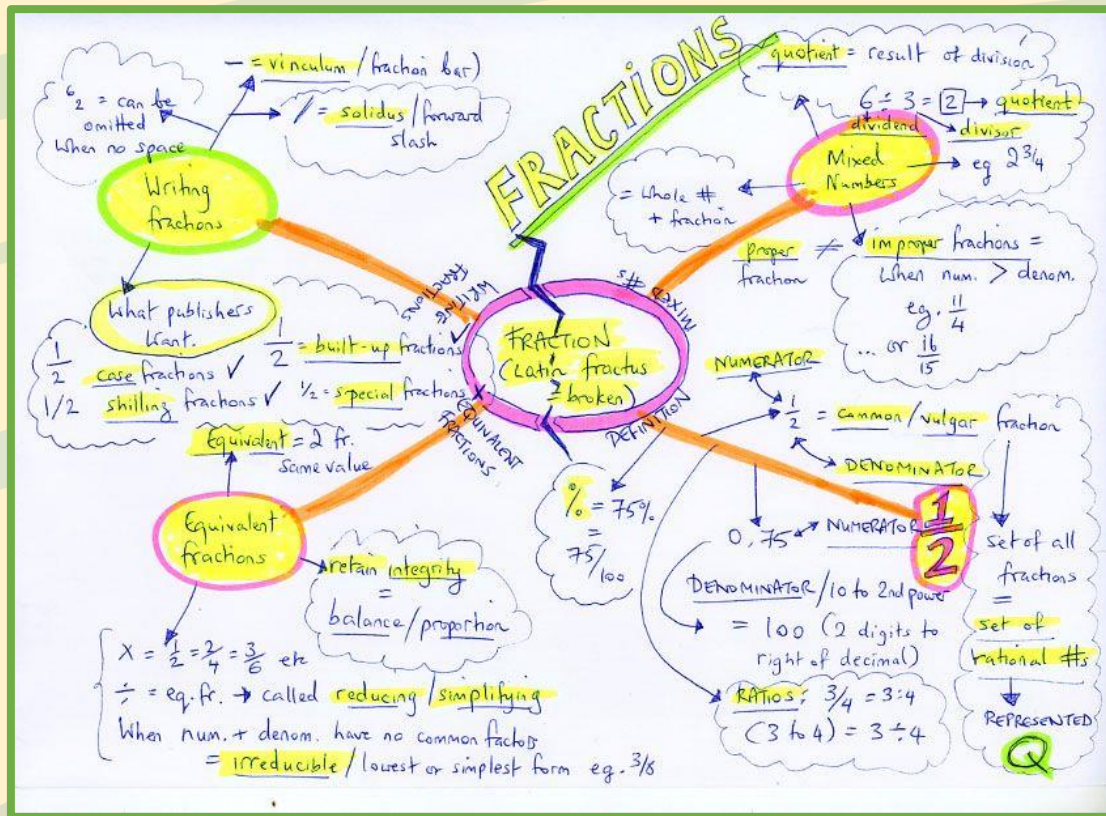 FRACTIONS
FRACTION
(Latin fractus
= broken)
WRITING
FRACTIONS
MIXED #s
EQUIVALENT
FRACTIONS
DEFINITION
Writing
fractions
— = vinculum / fraction bar)
/ = solidus / forward
slash
6 2 = can be
omitted
when no space
What publishers
want.
1/2 case fractions ✓
1/2 shilling fractions ✓
1/2 = built-up fractions ✓
½ = special fractions X
Mixed
Numbers
quotient = result of division
6 ÷ 3 = 2 → quotient
dividend divisor
eg 2 3/4
= whole #
+ fraction
proper ≠ improper fractions =
fraction
when num. > denom.
eg. 11/4
... or 16/15
Equivalent
fractions
Equivalent = 2 fr.
same value
retain integrity
=
balance / proportion
X = 1/2 = 2/4 = 3/6 etc
÷ = eq. fr. → called reducing / simplifying
When num. + denom. have no common factors
= irreducible / lowest or simplest form eg. 3/8
1/2
NUMERATOR
1/2 = common / vulgar fraction
DENOMINATOR
% = 75%
=
75/100
0.75 NUMERATOR
DENOMINATOR / 10 to 2nd power
= 100 (2 digits to
right of decimal)
RATIOS: 3/4 = 3:4
(3 to 4) = 3 ÷ 4
set of all
fractions
=
set of
rational #s
REPRESENTED
Q